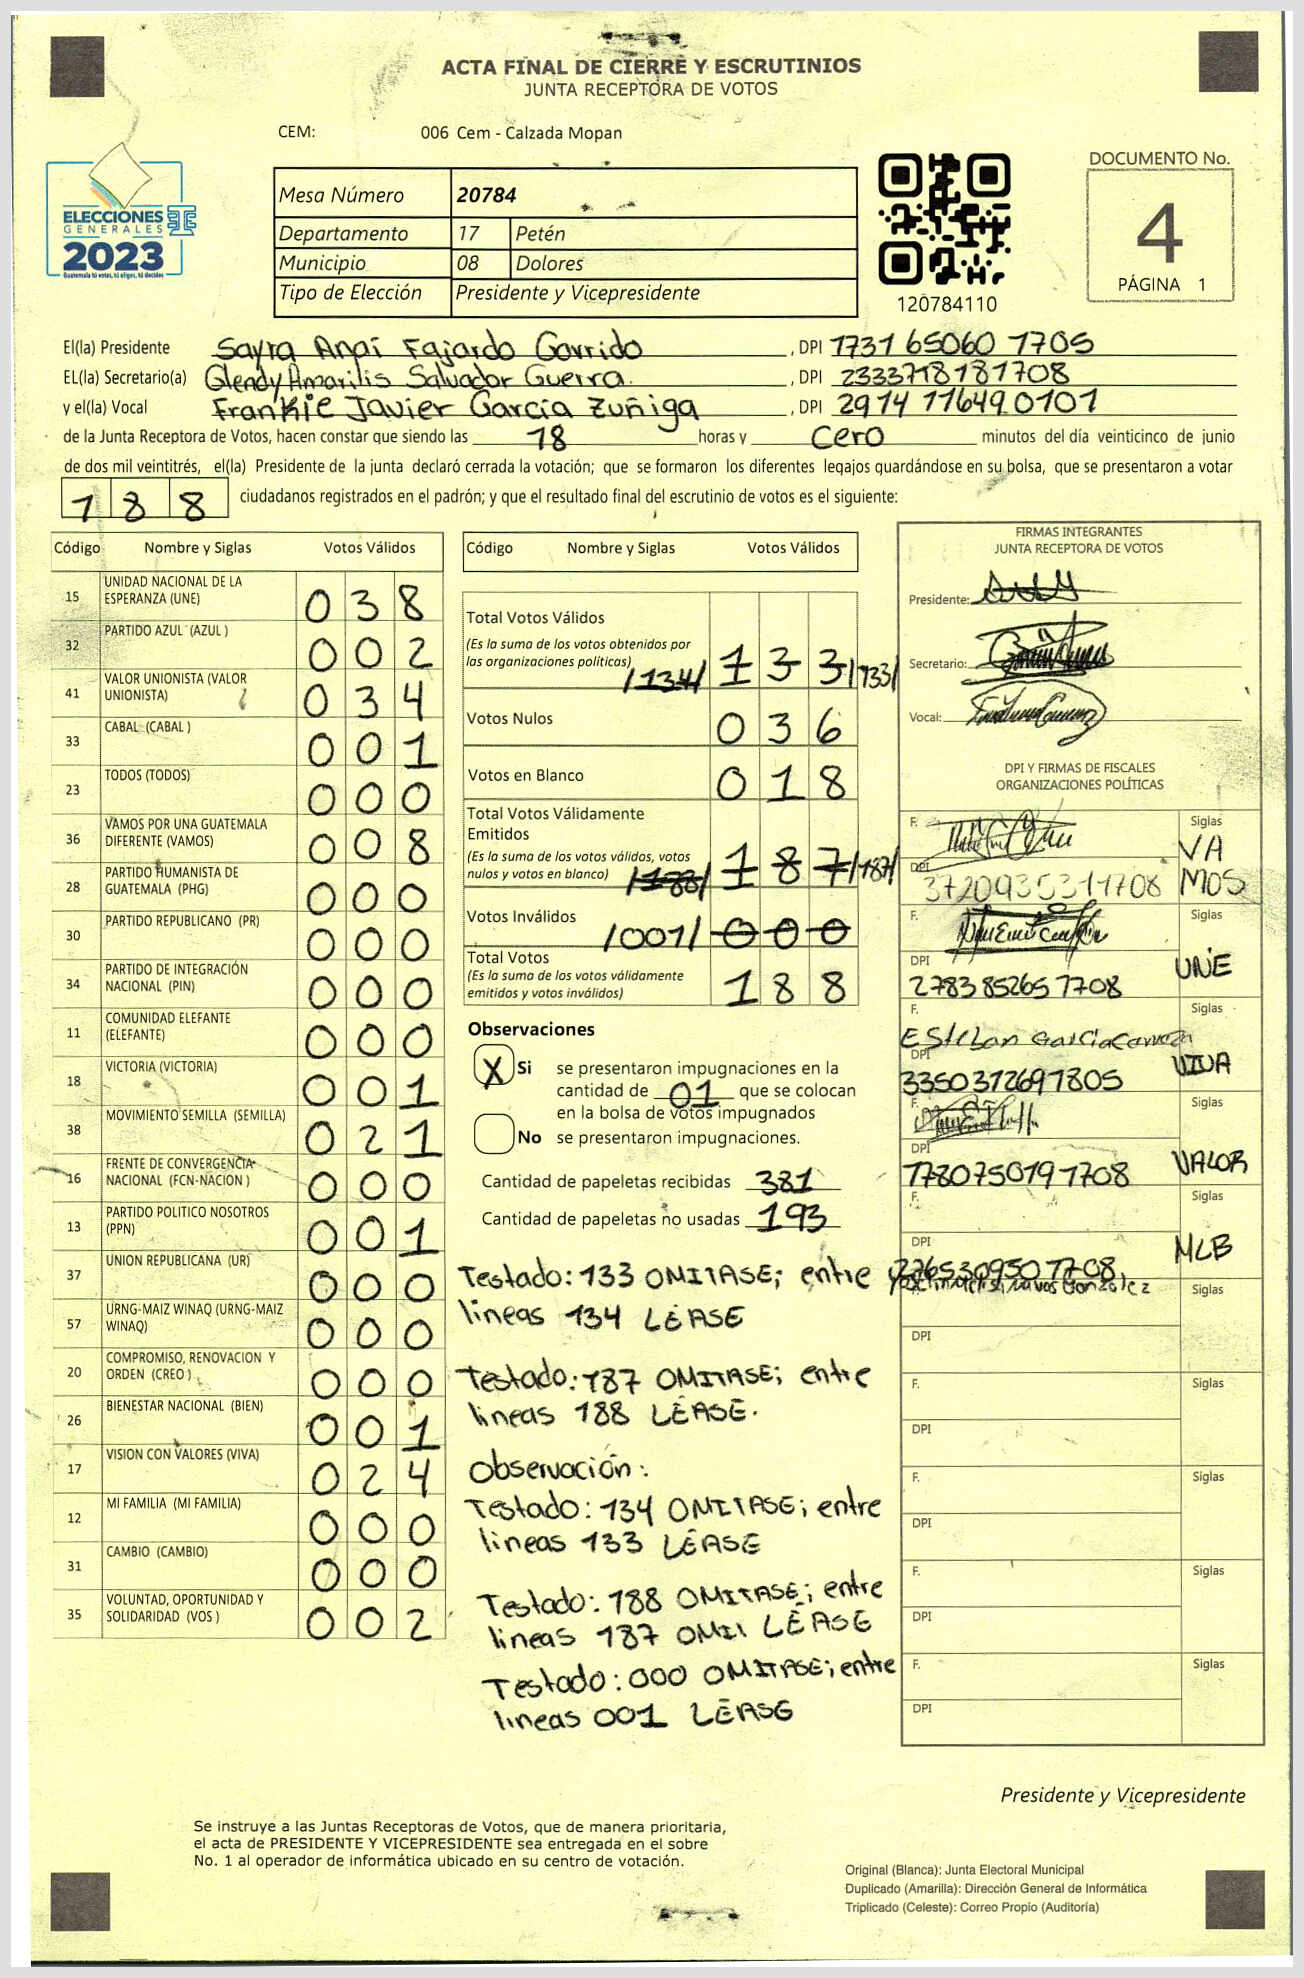 ACTA FINAL DE CIERRE Y ESCRUTINIOS
JUNTA RECEPTORA DE VOTOS
CEM: 006 Cem - Calzada Mopan
ELECCIONES
GENERALES
2023
Guatemala tú votas, tú eliges, tú decides
Mesa Número 20784
Departamento 17 Petén
Municipio 08 Dolores
Tipo de Elección Presidente y Vicepresidente
120784110
DOCUMENTO No.
4
PÁGINA 1
El(la) Presidente Sayra Anaí Fajardo Garrido , DPI 1731 65060 1705
EL(la) Secretario(a) Glendy Amarilis Salvador Guerra. , DPI 2333718181708
y el(la) Vocal Frankie Javier García Zuñiga , DPI 2914 116490101
de la Junta Receptora de Votos, hacen constar que siendo las 18 horas y Cero minutos del día veinticinco de junio
de dos mil veintitrés, el(la) Presidente de la junta declaró cerrada la votación; que se formaron los diferentes legajos guardándose en su bolsa, que se presentaron a votar
188 ciudadanos registrados en el padrón; y que el resultado final del escrutinio de votos es el siguiente:
Código Nombre y Siglas Votos Válidos
15 UNIDAD NACIONAL DE LA ESPERANZA (UNE) 0 3 8
32 PARTIDO AZUL (AZUL ) 0 0 2
41 VALOR UNIONISTA (VALOR UNIONISTA) 0 3 4
33 CABAL (CABAL ) 0 0 1
23 TODOS (TODOS) 0 0 0
36 VAMOS POR UNA GUATEMALA DIFERENTE (VAMOS) 0 0 8
28 PARTIDO HUMANISTA DE GUATEMALA (PHG) 0 0 0
30 PARTIDO REPUBLICANO (PR) 0 0 0
34 PARTIDO DE INTEGRACIÓN NACIONAL (PIN) 0 0 0
11 COMUNIDAD ELEFANTE (ELEFANTE) 0 0 0
18 VICTORIA (VICTORIA) 0 0 1
38 MOVIMIENTO SEMILLA (SEMILLA) 0 2 1
16 FRENTE DE CONVERGENCIA NACIONAL (FCN-NACION ) 0 0 0
13 PARTIDO POLITICO NOSOTROS (PPN) 0 0 1
37 UNION REPUBLICANA (UR) 0 0 0
57 URNG-MAIZ WINAQ (URNG-MAIZ WINAQ) 0 0 0
20 COMPROMISO, RENOVACION Y ORDEN (CREO ) 0 0 0
26 BIENESTAR NACIONAL (BIEN) 0 0 1
17 VISION CON VALORES (VIVA) 0 2 4
12 MI FAMILIA (MI FAMILIA) 0 0 0
31 CAMBIO (CAMBIO) 0 0 0
35 VOLUNTAD, OPORTUNIDAD Y SOLIDARIDAD (VOS ) 0 0 2
Código Nombre y Siglas Votos Válidos
Total Votos Válidos
(Es la suma de los votos obtenidos por
las organizaciones políticas) /134/ 1 3 3 /133/
Votos Nulos 0 3 6
Votos en Blanco 0 1 8
Total Votos Válidamente
Emitidos
(Es la suma de los votos válidos, votos
nulos y votos en blanco) /188/ 1 8 7 /187/
Votos Inválidos /001/ 0 0 0
Total Votos
(Es la suma de los votos válidamente
emitidos y votos inválidos) 1 8 8
Observaciones
X Si se presentaron impugnaciones en la
cantidad de 01 que se colocan
en la bolsa de votos impugnados
No se presentaron impugnaciones.
Cantidad de papeletas recibidas 381
Cantidad de papeletas no usadas 193
Testado: 133 OMITASE; entre
lineas 134 LÉASE
Testado: 187 OMITASE; entre
lineas 188 LÉASE.
Observación:
Testado: 134 OMITASE; entre
lineas 133 LÉASE
Testado: 188 OMITASE; entre
lineas 187 LÉASE
Testado: 000 OMITASE; entre
lineas 001 LÉASE
FIRMAS INTEGRANTES
JUNTA RECEPTORA DE VOTOS
Presidente:
Secretario:
Vocal:
DPI Y FIRMAS DE FISCALES
ORGANIZACIONES POLÍTICAS
F. Siglas
VAMOS
DPI 3720935311708
F. Siglas
UNE
DPI 2783852651708
F. Siglas
Esteban Garcia
VIVA
DPI 3350372691805
F. Siglas
VALOR
DPI 1780750191708
F. Siglas
MLB
DPI 2265309501708
F. Siglas
DPI
F. Siglas
DPI
F. Siglas
DPI
F. Siglas
DPI
F. Siglas
DPI
Presidente y Vicepresidente
Se instruye a las Juntas Receptoras de Votos, que de manera prioritaria,
el acta de PRESIDENTE Y VICEPRESIDENTE sea entregada en el sobre
No. 1 al operador de informática ubicado en su centro de votación.
Original (Blanca): Junta Electoral Municipal
Duplicado (Amarilla): Dirección General de Informática
Triplicado (Celeste): Correo Propio (Auditoría)